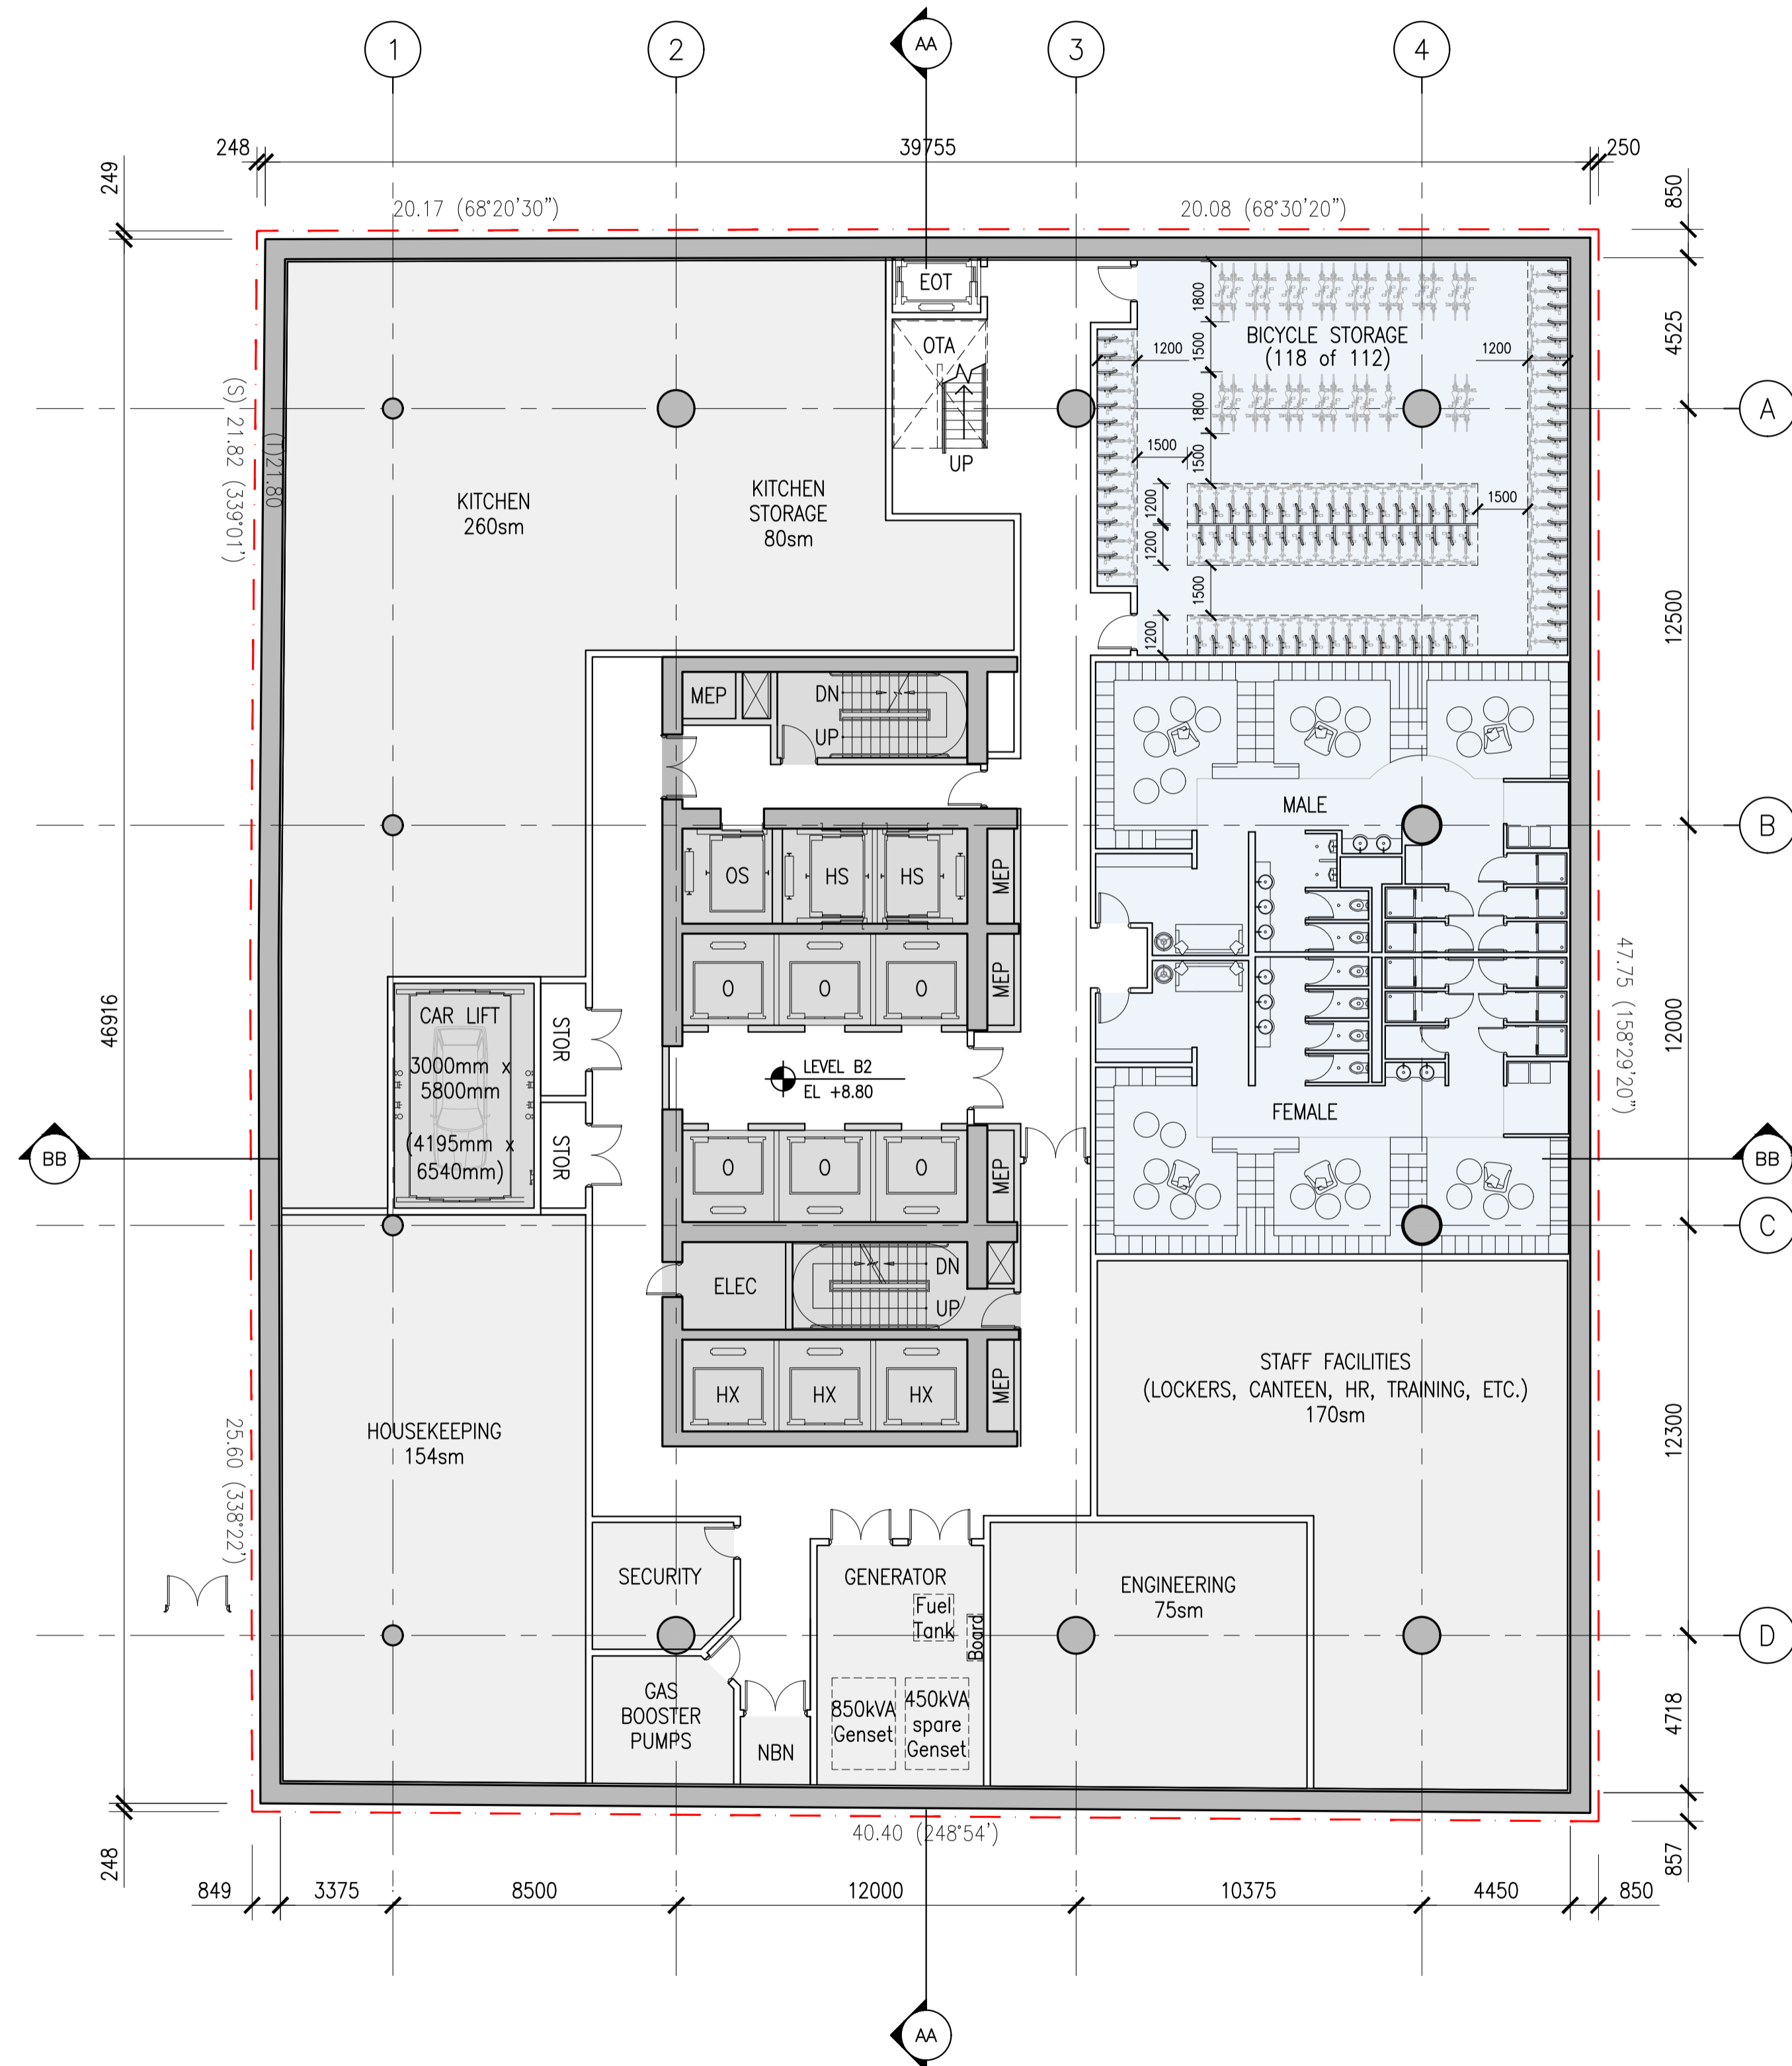 1
2
AA
3
4
248
39755
250
249
850
20.17 (68°20'30")
20.08 (68°30'20")
EOT
OTA
UP
BICYCLE STORAGE
(118 of 112)
1800
1500
1800
1500
1200
1200
1500
1200
1200
1200
1500
1500
4525
A
(S) 21.82 (339°01')
(T)21.80
KITCHEN
260sm
KITCHEN
STORAGE
80sm
12500
MEP
DN
UP
MALE
B
OS
HS
HS
MEP
O
O
O
MEP
46916
CAR LIFT
3000mm x
5800mm
(4195mm x
6540mm)
STOR
STOR
LEVEL B2
EL +8.80
47.75 (158°29'20")
12000
FEMALE
BB
BB
O
O
O
MEP
C
ELEC
DN
UP
HX
HX
HX
MEP
STAFF FACILITIES
(LOCKERS, CANTEEN, HR, TRAINING, ETC.)
170sm
12300
HOUSEKEEPING
154sm
25.60 (338°22')
SECURITY
GENERATOR
Fuel
Tank
Board
ENGINEERING
75sm
D
GAS
BOOSTER
PUMPS
NBN
850kVA
Genset
450kVA
spare
Genset
4718
40.40 (248°54')
248
857
849
3375
8500
12000
10375
4450
850
AA